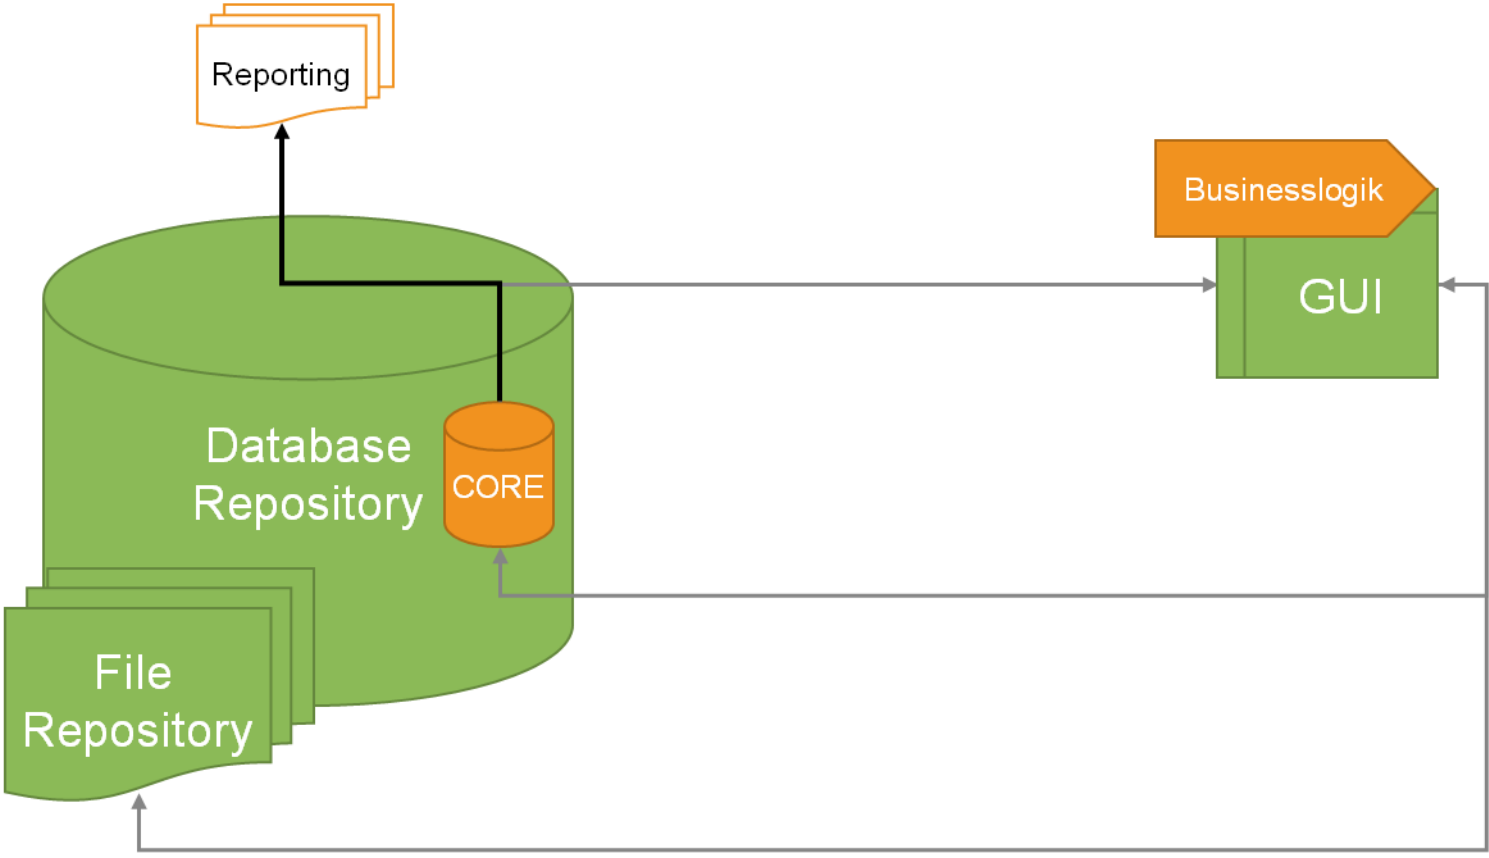 Reporting
Businesslogik
GUI
Database
Repository
CORE
File
Repository